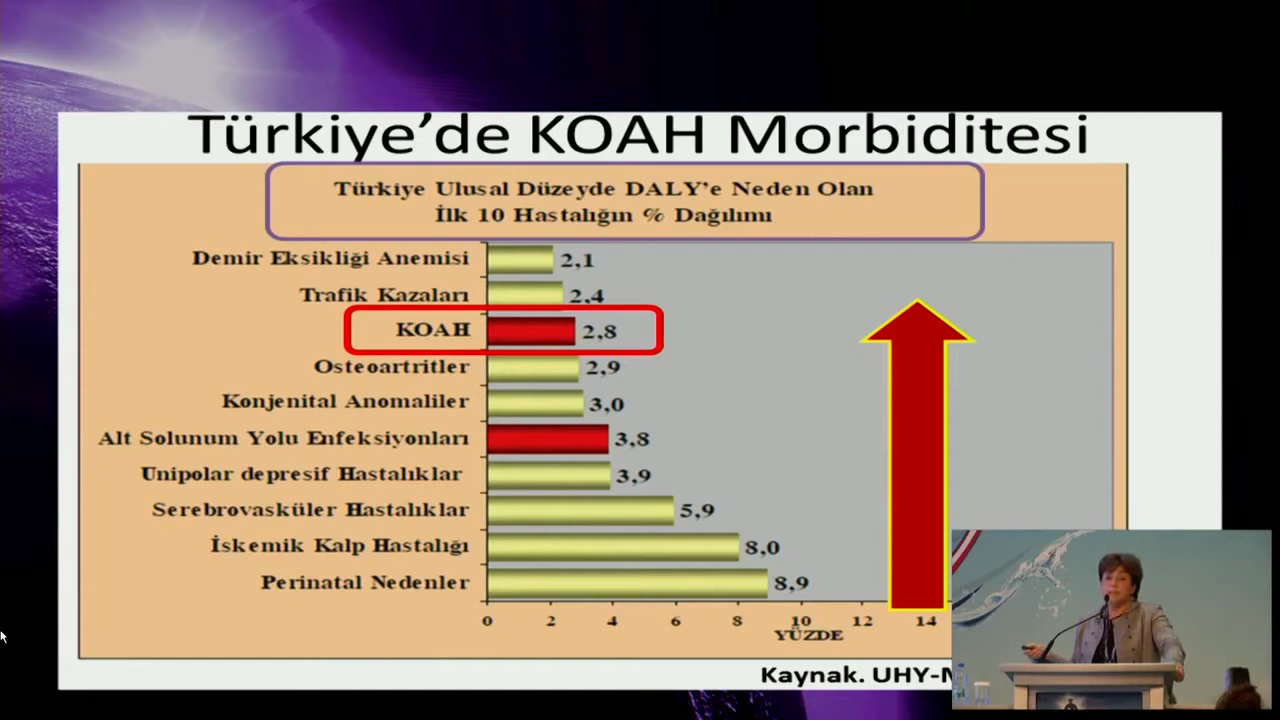 Türkiye’de KOAH Morbiditesi
Türkiye Ulusal Düzeyde DALY’e Neden Olan
İlk 10 Hastalığın % Dağılımı
Demir Eksikliği Anemisi 2,1
Trafik Kazaları 2,4
KOAH 2,8
Osteoartritler 2,9
Konjenital Anomaliler 3,0
Alt Solunum Yolu Enfeksiyonları 3,8
Unipolar depresif Hastalıklar 3,9
Serebrovasküler Hastalıklar 5,9
İskemik Kalp Hastalığı 8,0
Perinatal Nedenler 8,9
0 2 4 6 8 10 12 14
YÜZDE
Kaynak. UHY-